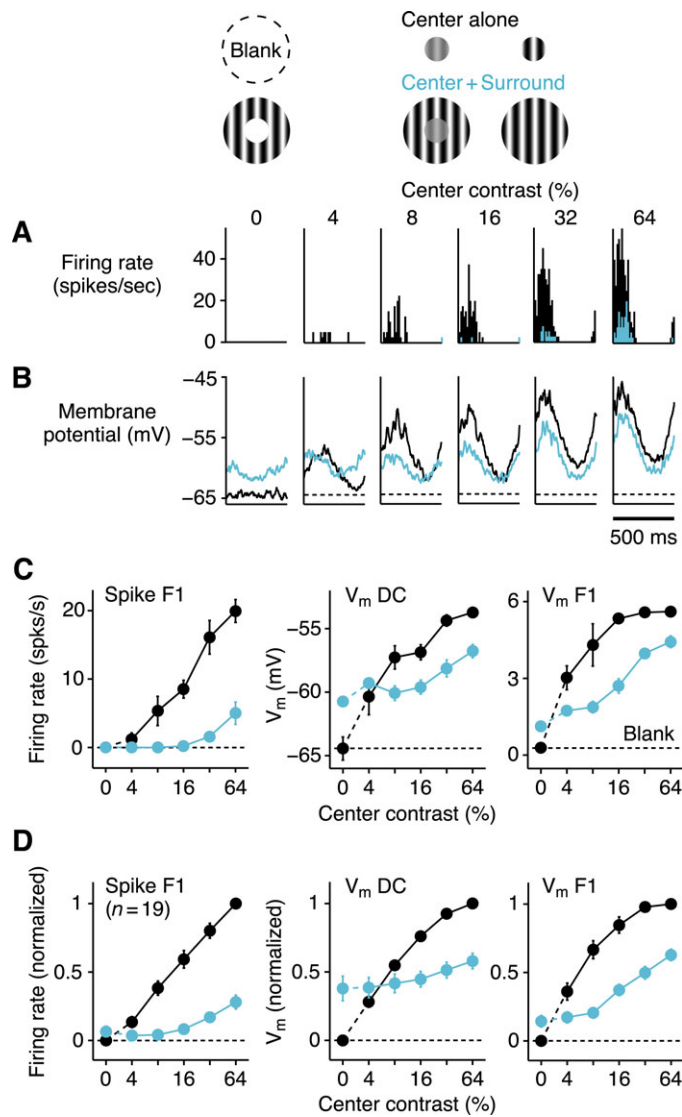 Center alone
Blank
Center + Surround
Center contrast (%)
A
0 4 8 16 32 64
Firing rate
(spikes/sec)
40
20
0
B
Membrane
potential (mV)
−45
−55
−65
500 ms
C
Spike F1
Firing rate (spks/s)
20
10
0
0 4 16 64
Vm DC
Vm (mV)
−55
−60
−65
0 4 16 64
Vm F1
6
3
0
Blank
0 4 16 64
Center contrast (%)
D
Spike F1
(n = 19)
Firing rate (normalized)
1
0.5
0
0 4 16 64
Vm DC
Vm (normalized)
1
0.5
0
0 4 16 64
Vm F1
1
0.5
0
0 4 16 64
Center contrast (%)